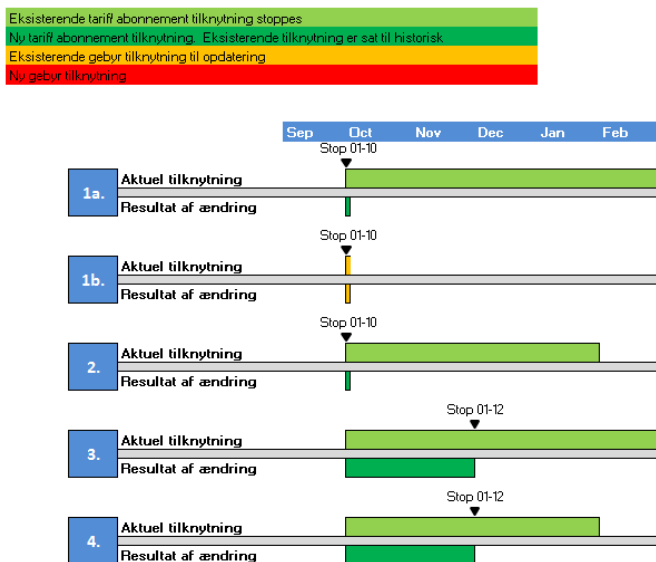 Eksisterende tariff abonnement tilknytning stoppes
Ny tariff abonnement tilknytning. Eksisterende tilknytning er sat til historisk
Eksisterende gebyr tilknytning til opdatering
Ny gebyr tilknytning
Sep Oct Nov Dec Jan Feb
Stop 01-10
1a.
Aktuel tilknytning
Resultat af ændring
Stop 01-10
1b.
Aktuel tilknytning
Resultat af ændring
Stop 01-10
2.
Aktuel tilknytning
Resultat af ændring
Stop 01-12
3.
Aktuel tilknytning
Resultat af ændring
Stop 01-12
4.
Aktuel tilknytning
Resultat af ændring